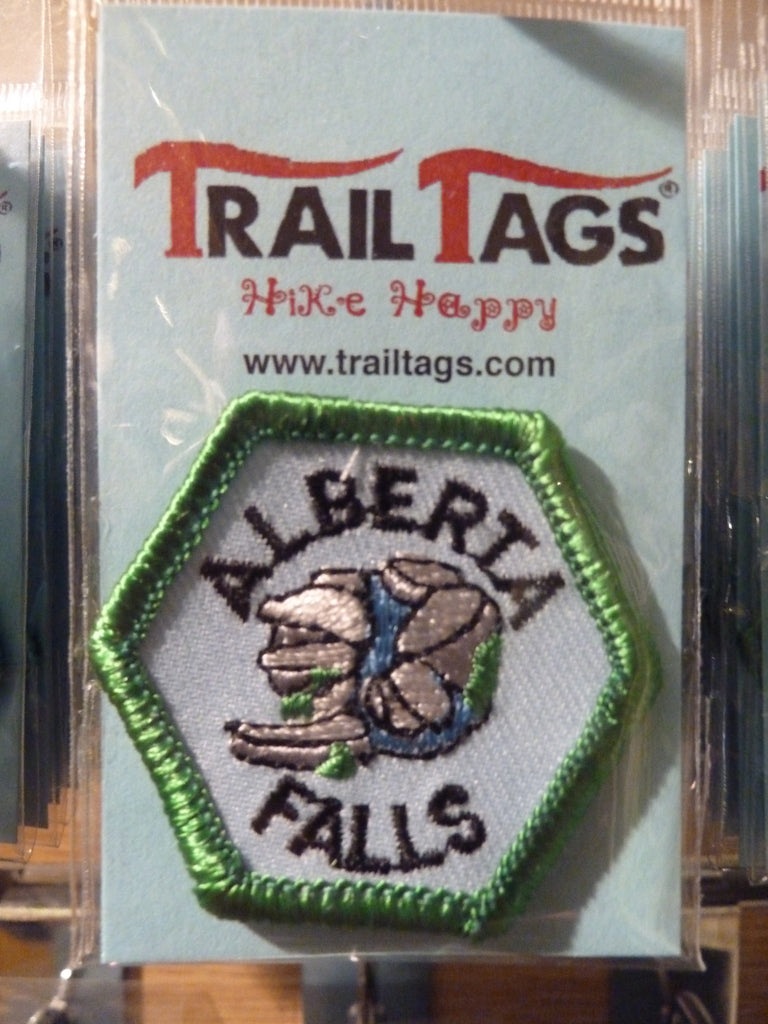 TRAIL TAGS®
Hike Happy
www.trailtags.com
ALBERTA
FALLS